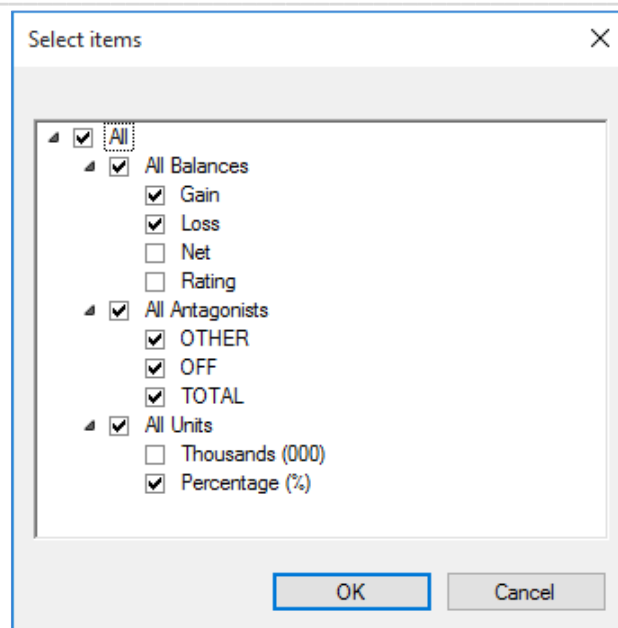 Select items
All
All Balances
Gain
Loss
Net
Rating
All Antagonists
OTHER
OFF
TOTAL
All Units
Thousands (000)
Percentage (%)
OK Cancel